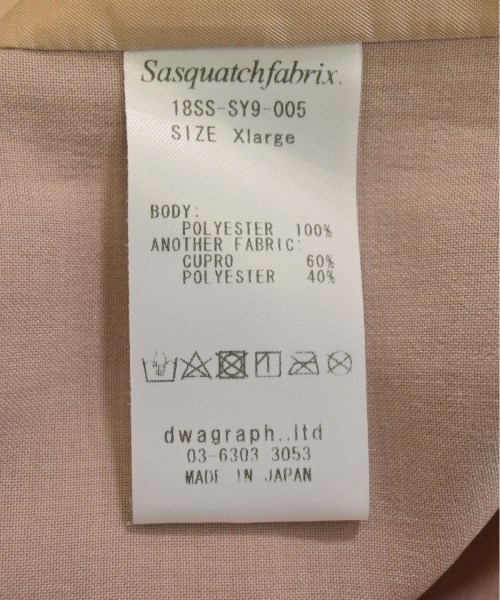 Sasquatchfabrix.
18SS-SY9-005
SIZE Xlarge
BODY:
POLYESTER 100%
ANOTHER FABRIC:
CUPRO 60%
POLYESTER 40%
dwagraph.,ltd
03-6303-3053
MADE IN JAPAN